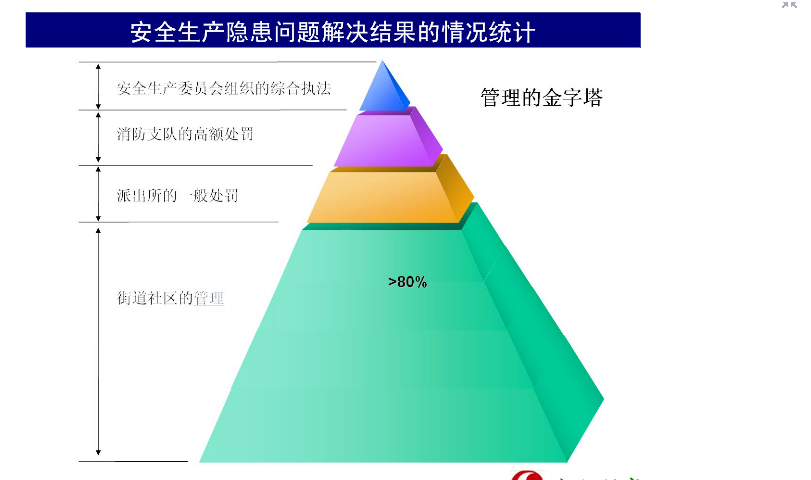 安全生产隐患问题解决结果的情况统计
管理的金字塔
安全生产委员会组织的综合执法
消防支队的高额处罚
派出所的一般处罚
>80%
街道社区的管理